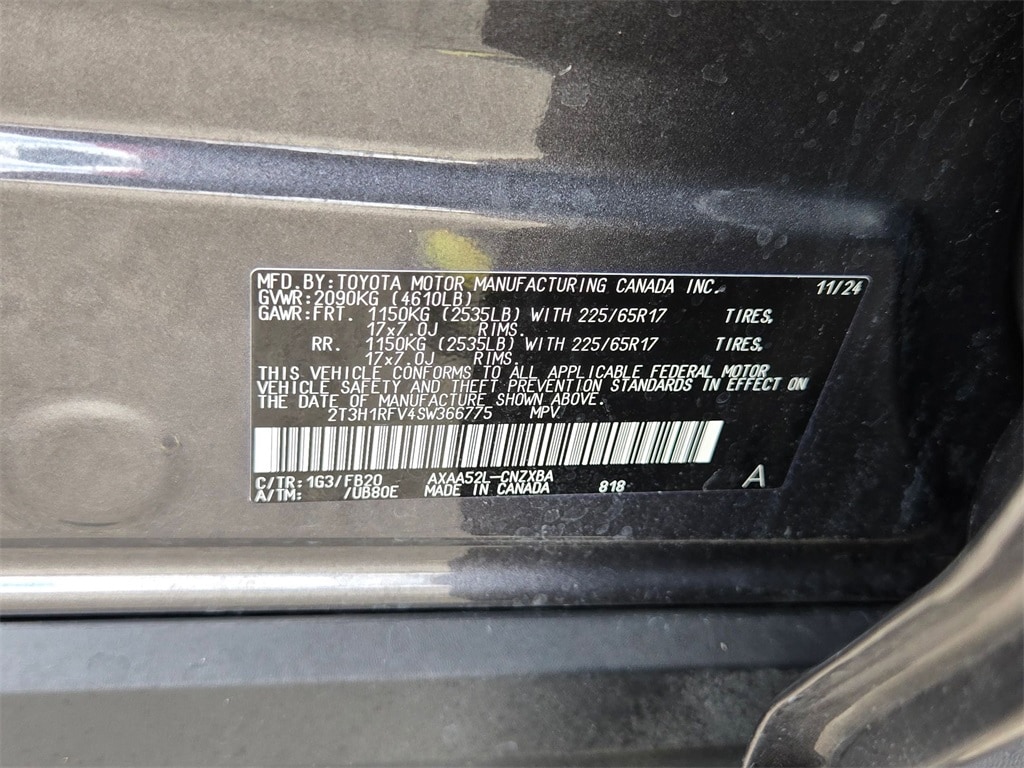 MFD.BY:TOYOTA MOTOR MANUFACTURING CANADA INC. 11/24
GVWR:2090KG (4610LB)
GAWR:FRT. 1150KG (2535LB) WITH 225/65R17 TIRES,
17x7.0J RIMS.
RR. 1150KG (2535LB) WITH 225/65R17 TIRES,
17x7.0J RIMS.
THIS VEHICLE CONFORMS TO ALL APPLICABLE FEDERAL MOTOR
VEHICLE SAFETY AND THEFT PREVENTION STANDARDS IN EFFECT ON
THE DATE OF MANUFACTURE SHOWN ABOVE.
2T3H1RFV4SW366775 MPV
C/TR:1G3/FB20 AXAA52L-CNZXBA A
A/TM: /UB80E MADE IN CANADA 818